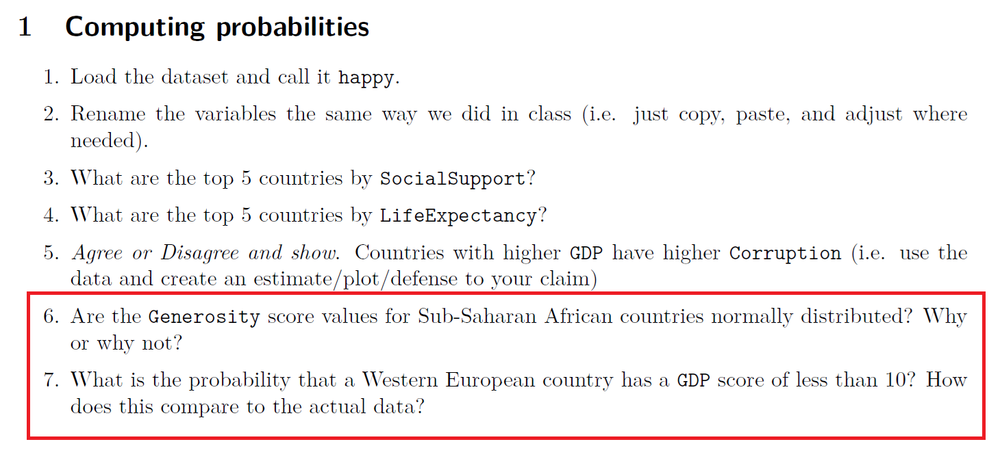 1 Computing probabilities
1. Load the dataset and call it happy.
2. Rename the variables the same way we did in class (i.e. just copy, paste, and adjust where
needed).
3. What are the top 5 countries by SocialSupport?
4. What are the top 5 countries by LifeExpectancy?
5. Agree or Disagree and show. Countries with higher GDP have higher Corruption (i.e. use the
data and create an estimate/plot/defense to your claim)
6. Are the Generosity score values for Sub-Saharan African countries normally distributed? Why
or why not?
7. What is the probability that a Western European country has a GDP score of less than 10? How
does this compare to the actual data?